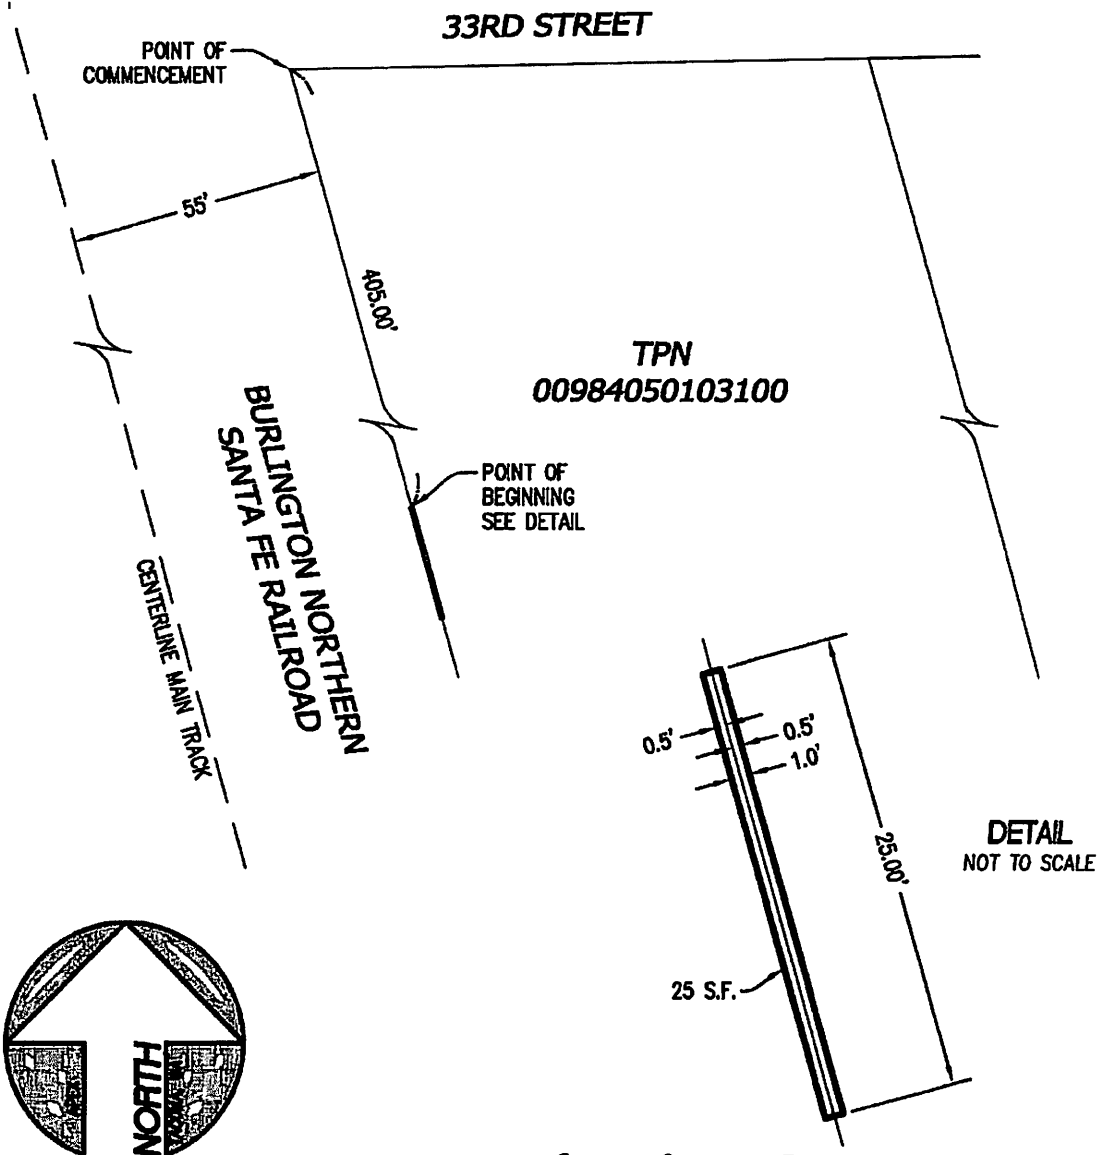 33RD STREET
POINT OF
COMMENCEMENT
55'
405.00'
TPN
00984050103100
BURLINGTON NORTHERN
SANTA FE RAILROAD
POINT OF
BEGINNING
SEE DETAIL
CENTERLINE MAIN TRACK
0.5'
0.5'
1.0'
25.00'
DETAIL
NOT TO SCALE
25 S.F.
NORTH
APEX